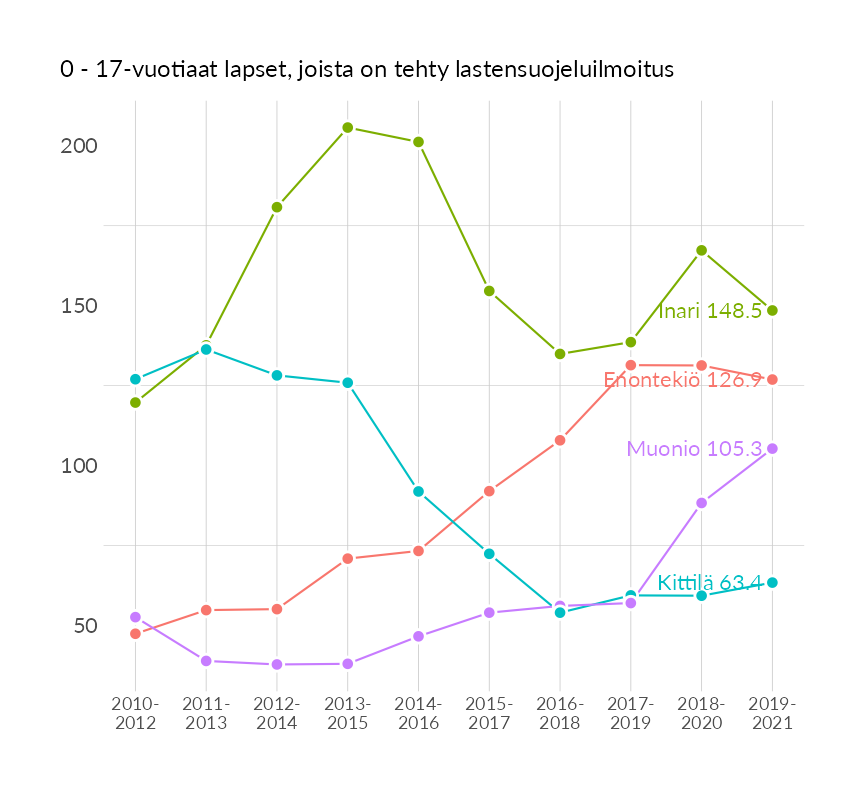 0 - 17-vuotiaat lapset, joista on tehty lastensuojeluilmoitus
200
150
100
50
Inari 148.5
Enontekiö 126.9
Muonio 105.3
Kittilä 63.4
2010- 2011- 2012- 2013- 2014- 2015- 2016- 2017- 2018- 2019-
2012 2013 2014 2015 2016 2017 2018 2019 2020 2021